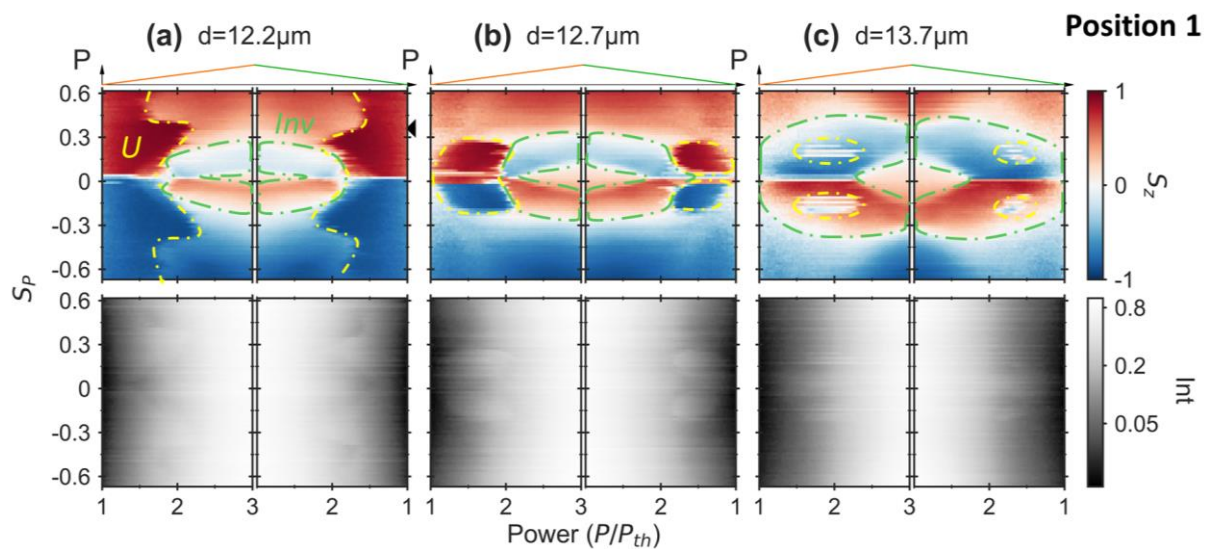 (a) d=12.2µm (b) d=12.7µm (c) d=13.7µm Position 1
P P
0.6 0.3 0 -0.3 -0.6
U Inv
1 0 -1
S_z
S_P
0.6 0.3 0 -0.3 -0.6
0.8 0.2 0.05
Int
1 2 3 2 1 1 2 3 2 1 1 2 3 2 1
Power (P/P_th)